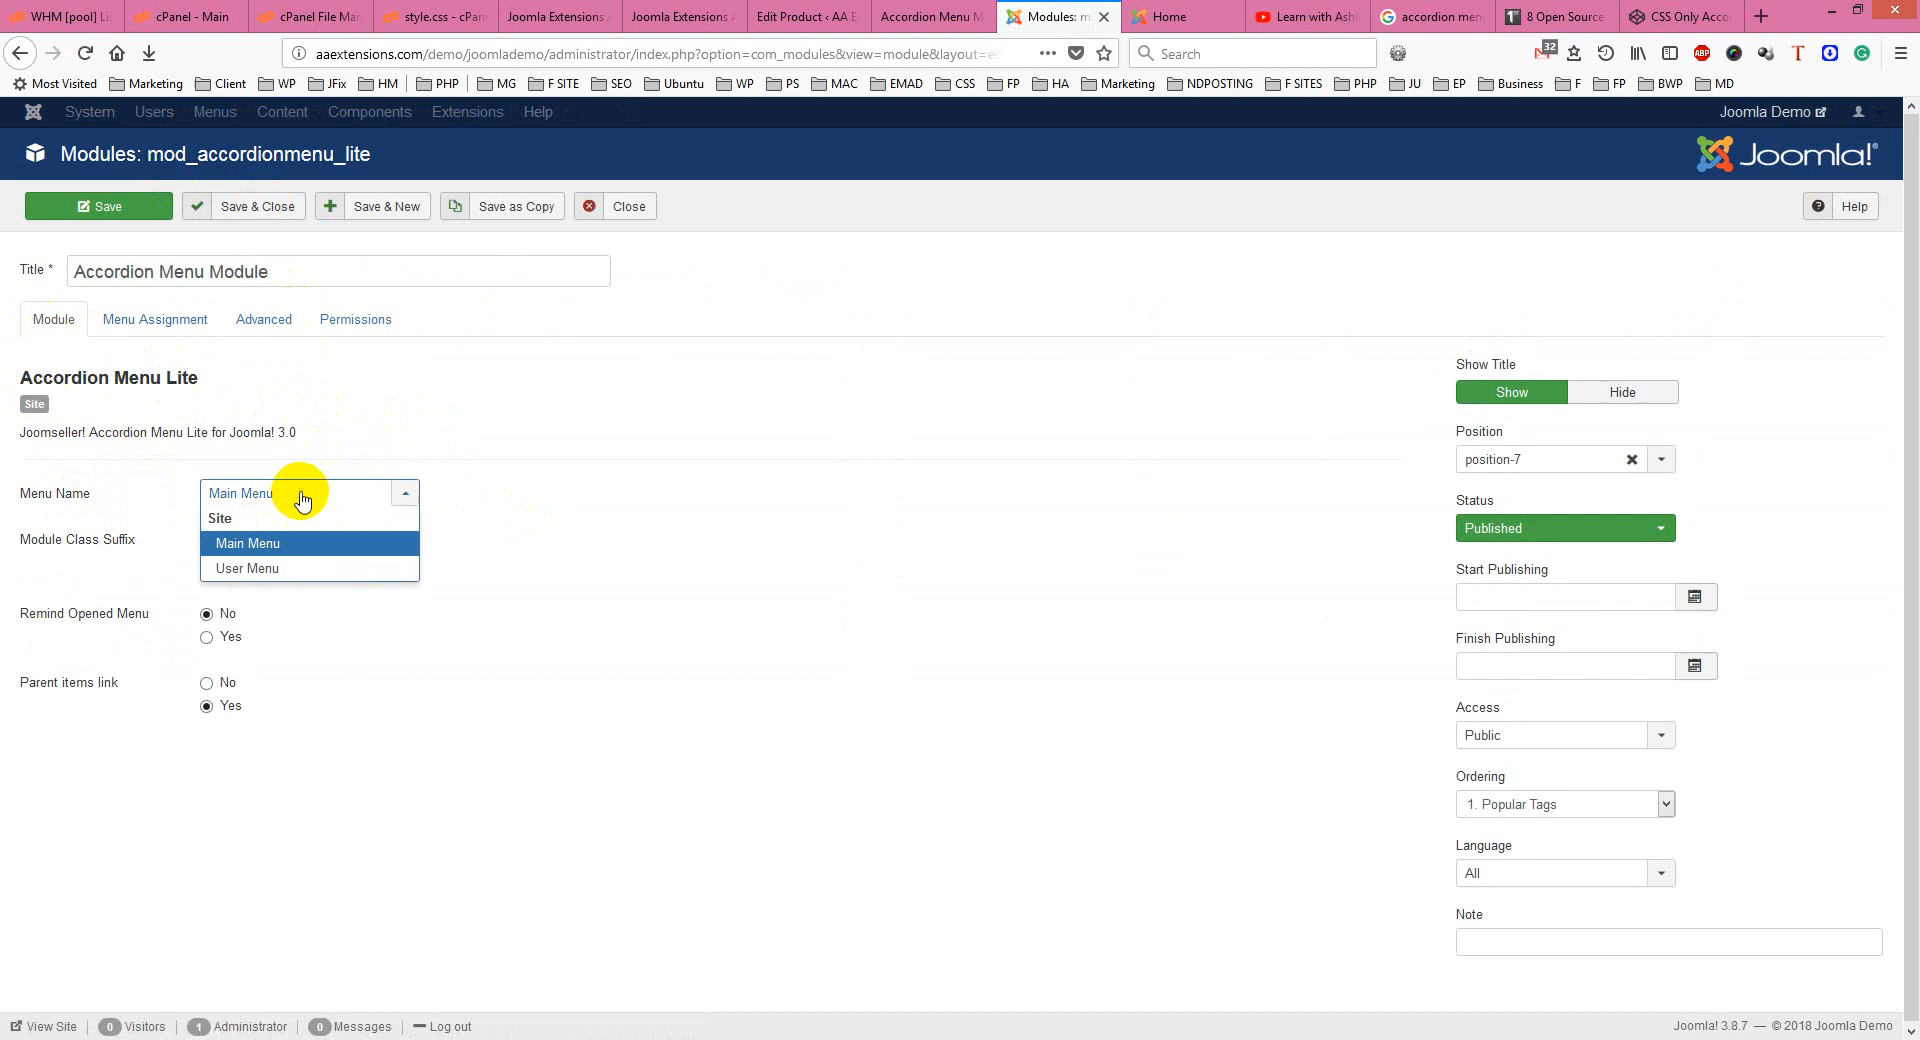 WHM [pool] Li
cPanel - Main
cPanel File Ma
style.css - cPan
Joomla Extensions
Joomla Extensions
Edit Product ‹ AA E
Accordion Menu M
Modules: m
Home
Learn with Ash
accordion men
8 Open Source
CSS Only Acco
aaextensions.com/demo/joomlademo/administrator/index.php?option=com_modules&view=module&layout=e
Search
32
ABP
Most Visited Marketing Client WP JFix HM PHP MG F SITE SEO Ubuntu WP PS MAC EMAD CSS FP HA Marketing NDPOSTING F SITES PHP JU EP Business F FP BWP MD
System Users Menus Content Components Extensions Help
Joomla Demo
Modules: mod_accordionmenu_lite
Joomla!®
Save
Save & Close
Save & New
Save as Copy
Close
Help
Title *
Accordion Menu Module
Module
Menu Assignment
Advanced
Permissions
Accordion Menu Lite
Site
Joomseller! Accordion Menu Lite for Joomla! 3.0
Menu Name
Main Menu
Site
Main Menu
User Menu
Module Class Suffix
Remind Opened Menu
No
Yes
Parent items link
No
Yes
Show Title
Show
Hide
Position
position-7
Status
Published
Start Publishing
Finish Publishing
Access
Public
Ordering
1. Popular Tags
Language
All
Note
View Site
0 Visitors
1 Administrator
0 Messages
Log out
Joomla! 3.8.7 — © 2018 Joomla Demo